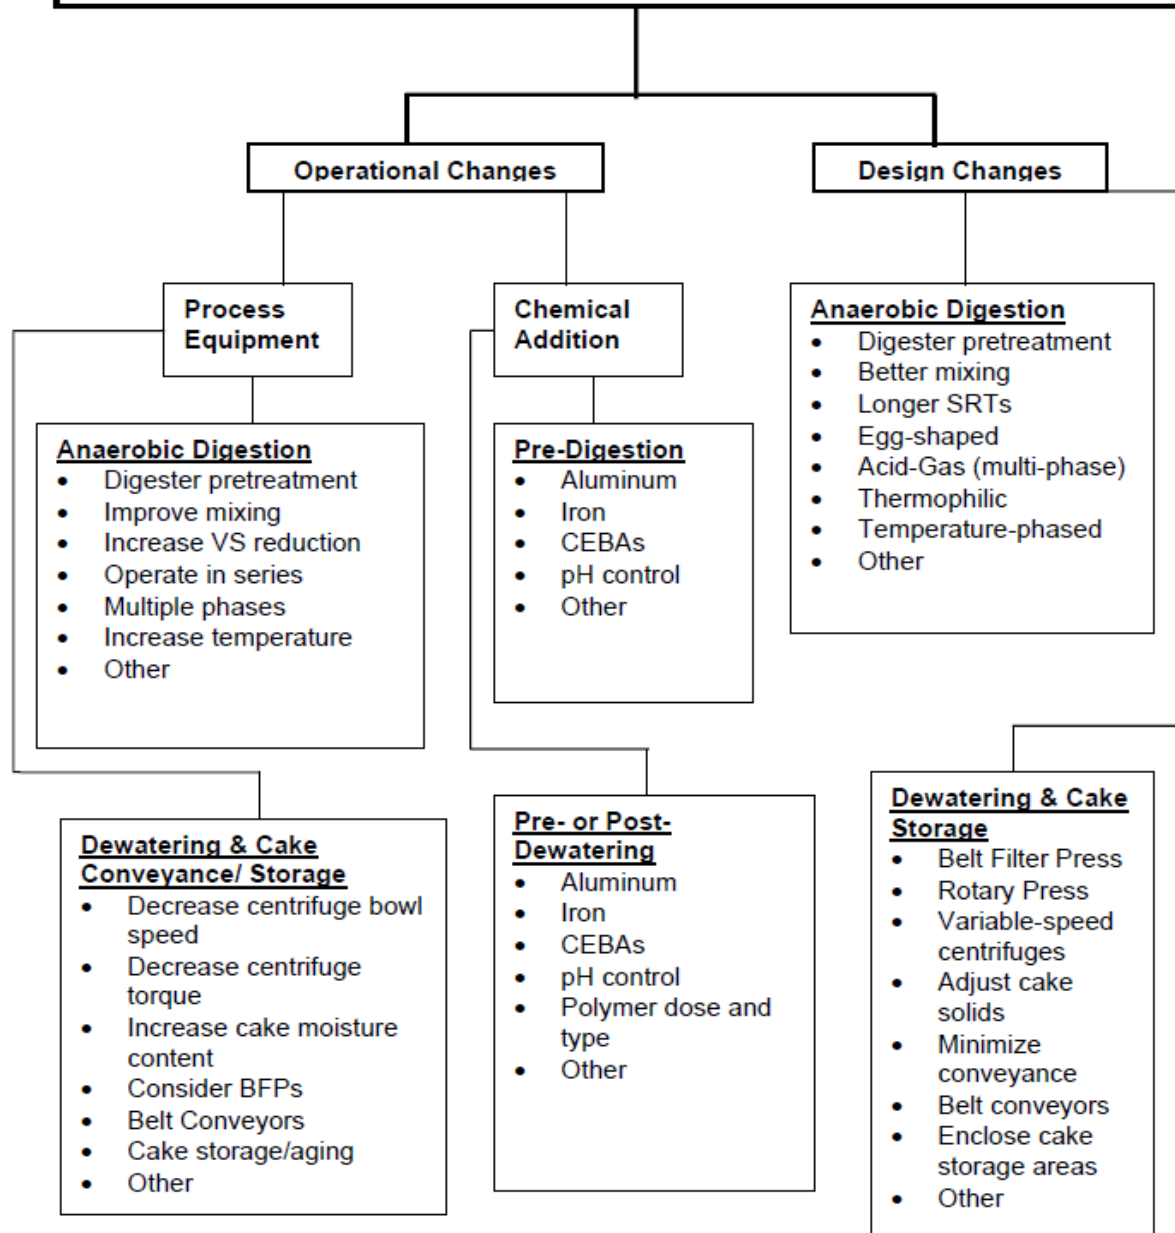 Operational Changes
Design Changes
Process
Equipment
Chemical
Addition
Anaerobic Digestion
• Digester pretreatment
• Better mixing
• Longer SRTs
• Egg-shaped
• Acid-Gas (multi-phase)
• Thermophilic
• Temperature-phased
• Other
Anaerobic Digestion
• Digester pretreatment
• Improve mixing
• Increase VS reduction
• Operate in series
• Multiple phases
• Increase temperature
• Other
Pre-Digestion
• Aluminum
• Iron
• CEBAs
• pH control
• Other
Dewatering & Cake
Conveyance/ Storage
• Decrease centrifuge bowl
speed
• Decrease centrifuge
torque
• Increase cake moisture
content
• Consider BFPs
• Belt Conveyors
• Cake storage/aging
• Other
Pre- or Post-
Dewatering
• Aluminum
• Iron
• CEBAs
• pH control
• Polymer dose and
type
• Other
Dewatering & Cake
Storage
• Belt Filter Press
• Rotary Press
• Variable-speed
centrifuges
• Adjust cake
solids
• Minimize
conveyance
• Belt conveyors
• Enclose cake
storage areas
• Other